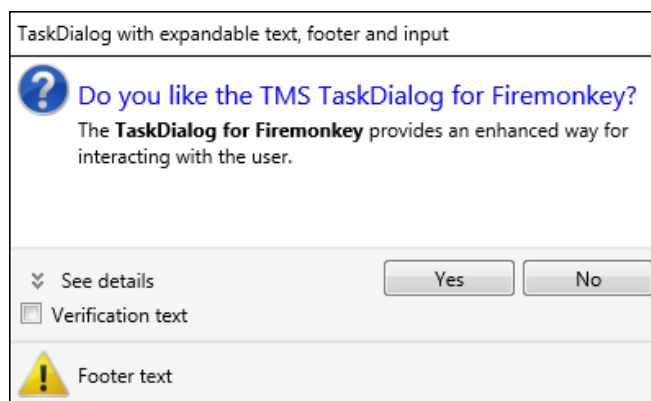 TaskDialog with expandable text, footer and input
Do you like the TMS TaskDialog for Firemonkey?
The TaskDialog for Firemonkey provides an enhanced way for
interacting with the user.
See details
Yes
No
Verification text
Footer text